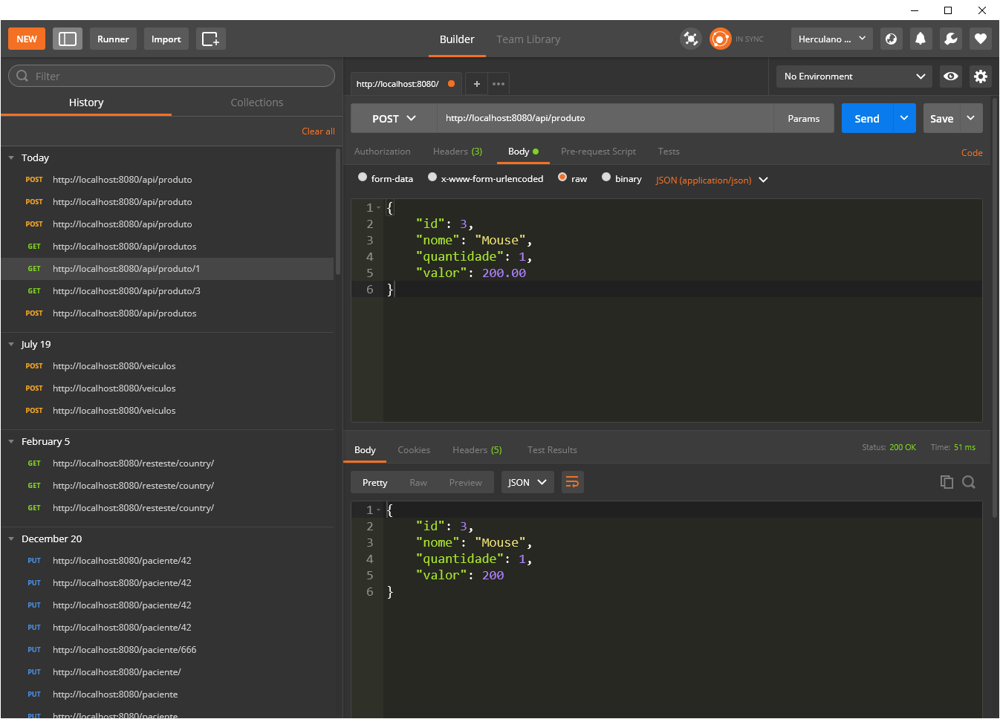 NEW Runner Import Builder Team Library IN SYNC Herculano ...
Filter
History Collections
Clear all
Today
POST http://localhost:8080/api/produto
POST http://localhost:8080/api/produto
POST http://localhost:8080/api/produto
GET http://localhost:8080/api/produtos
GET http://localhost:8080/api/produto/1
GET http://localhost:8080/api/produto/3
POST http://localhost:8080/api/produtos
July 19
POST http://localhost:8080/veiculos
POST http://localhost:8080/veiculos
POST http://localhost:8080/veiculos
February 5
GET http://localhost:8080/resteste/country/
GET http://localhost:8080/resteste/country/
GET http://localhost:8080/resteste/country/
December 20
PUT http://localhost:8080/paciente/42
PUT http://localhost:8080/paciente/42
PUT http://localhost:8080/paciente/42
PUT http://localhost:8080/paciente/42
PUT http://localhost:8080/paciente/666
PUT http://localhost:8080/paciente/
PUT http://localhost:8080/paciente
PUT http://localhost:8080/paciente
http://localhost:8080/ + ••• No Environment
POST http://localhost:8080/api/produto Params Send Save
Authorization Headers (3) Body Pre-request Script Tests Code
form-data x-www-form-urlencoded raw binary JSON (application/json)
1 {
2 "id": 3,
3 "nome": "Mouse",
4 "quantidade": 1,
5 "valor": 200.00
6 }
Body Cookies Headers (5) Test Results Status: 200 OK Time: 51 ms
Pretty Raw Preview JSON
1 {
2 "id": 3,
3 "nome": "Mouse",
4 "quantidade": 1,
5 "valor": 200
6 }